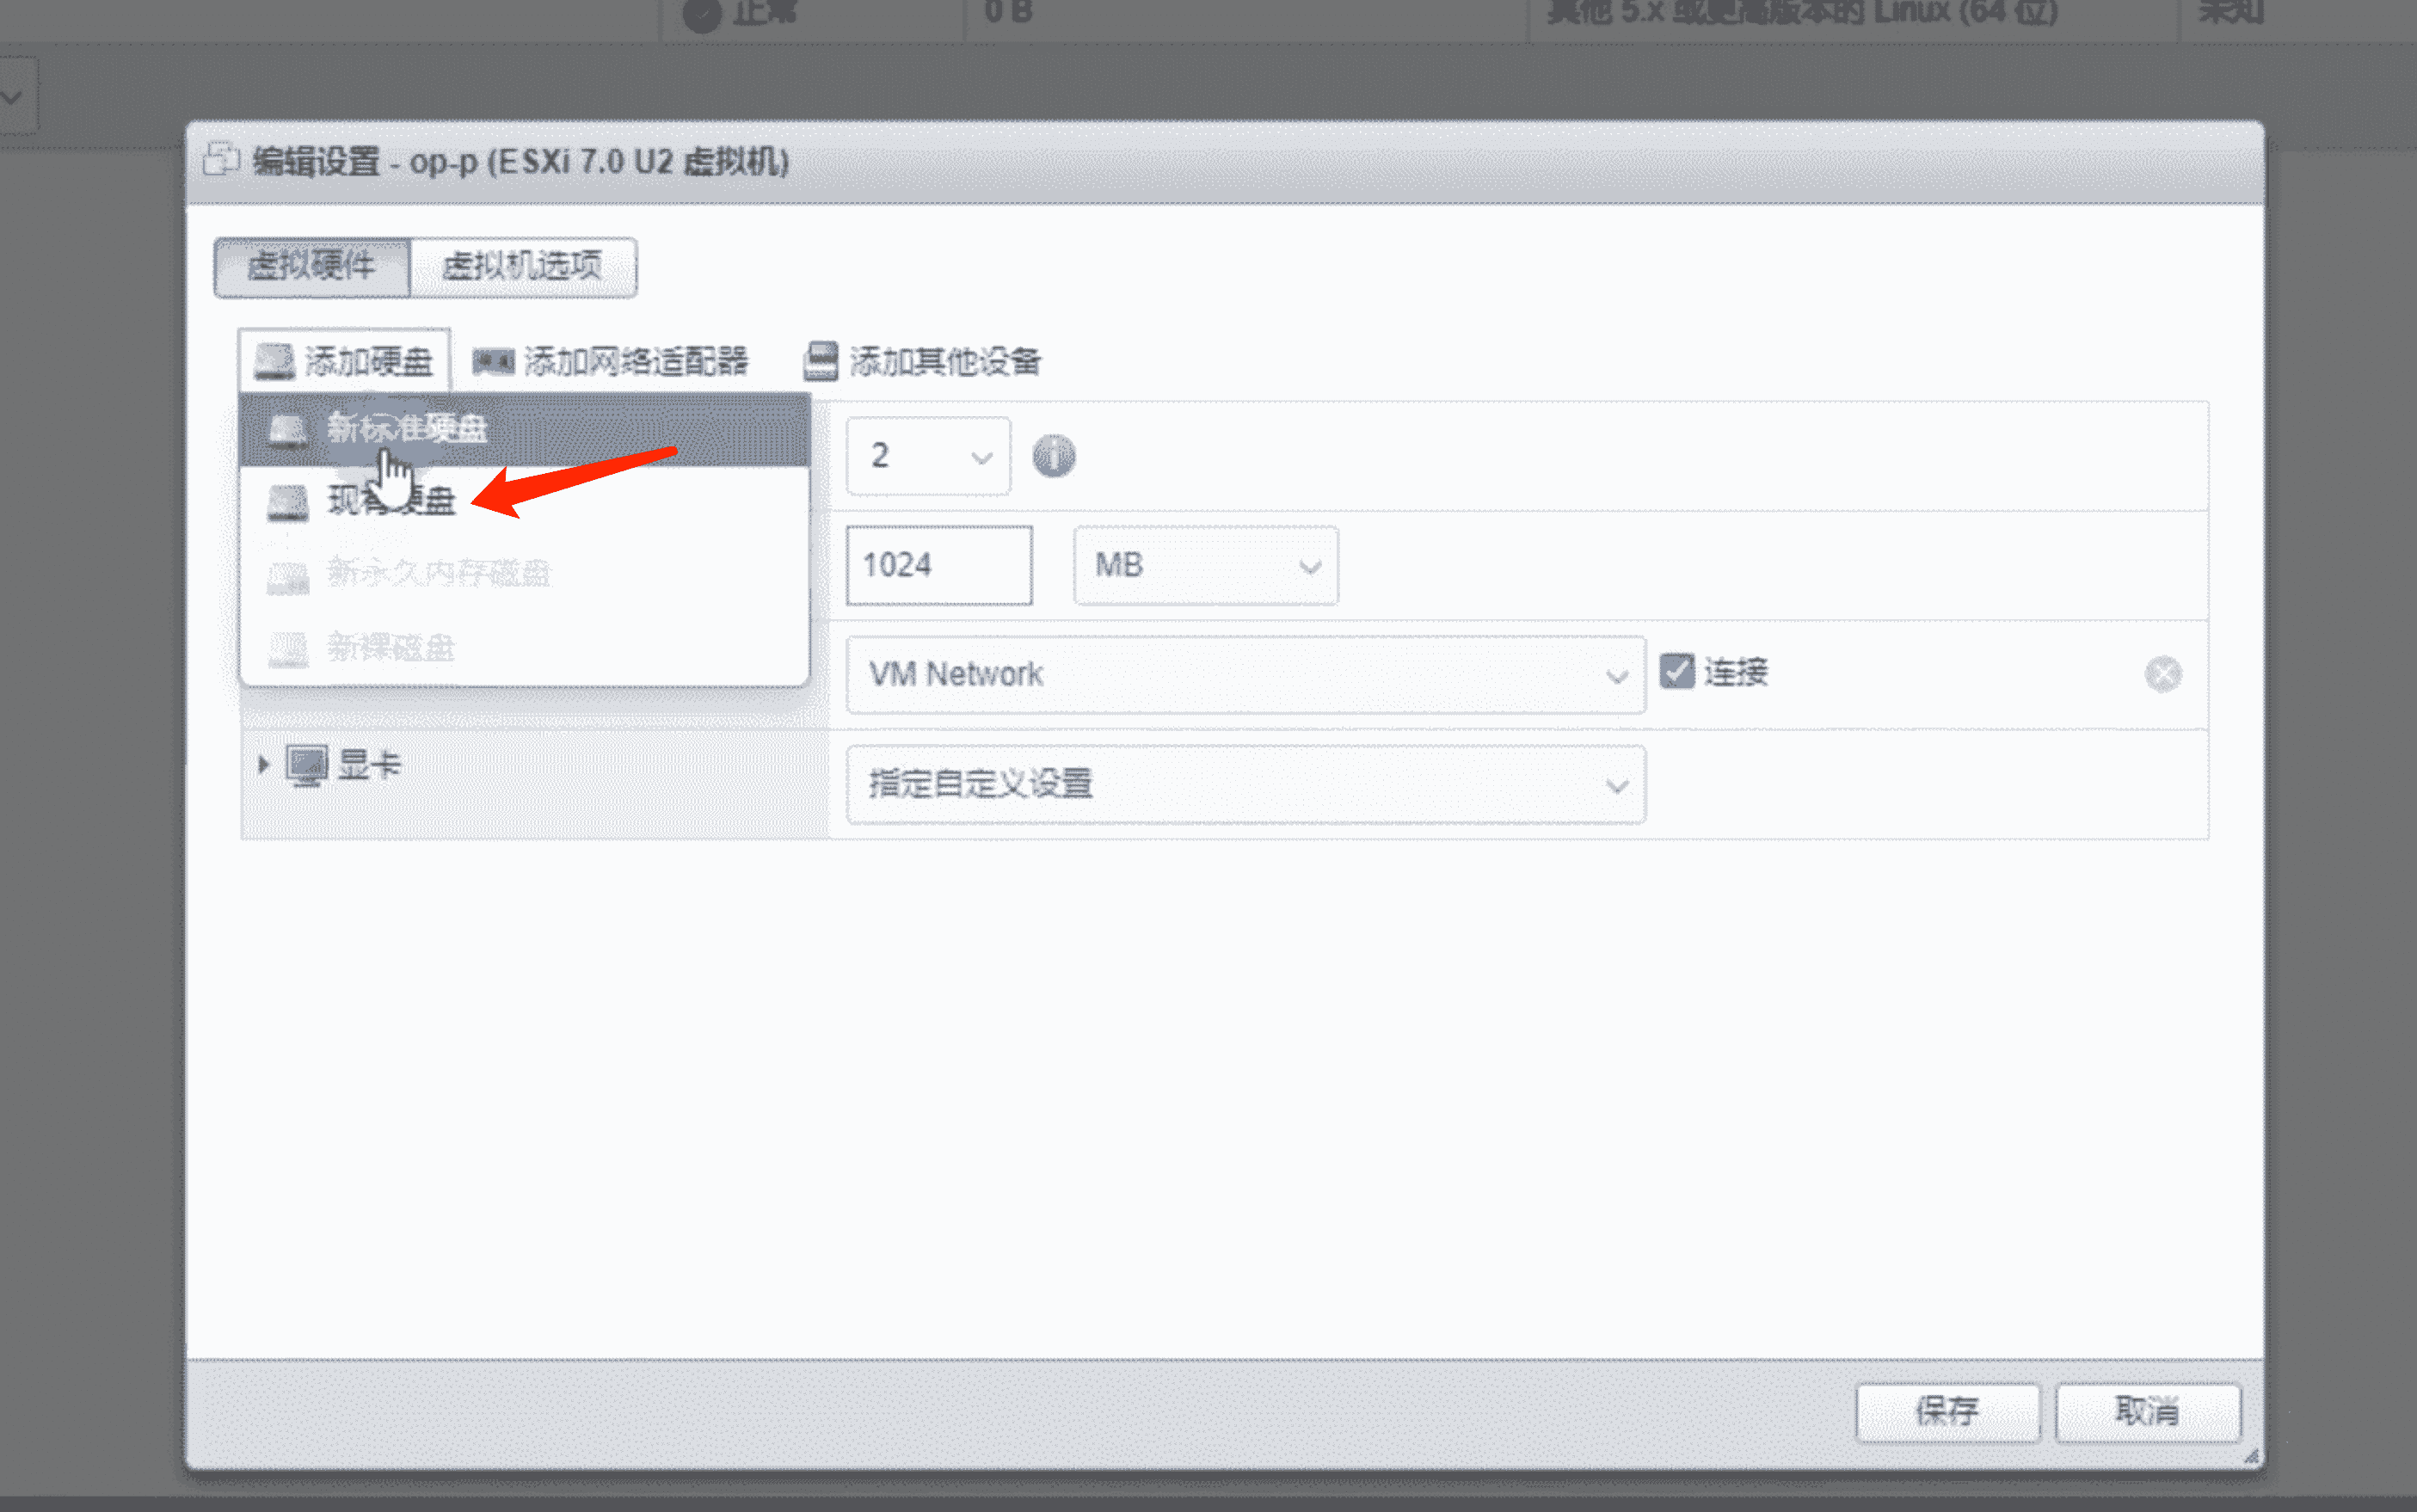 正常 0 B 其他 5.x 或更高版本的 Linux (64 位) 未知
编辑设置 - op-p (ESXi 7.0 U2 虚拟机)
虚拟硬件 虚拟机选项
添加硬盘 添加网络适配器 添加其他设备
新标准硬盘
2
现有硬盘
1024 MB
新永久内存磁盘
新裸磁盘
VM Network 连接
显卡 指定自定义设置
保存 取消